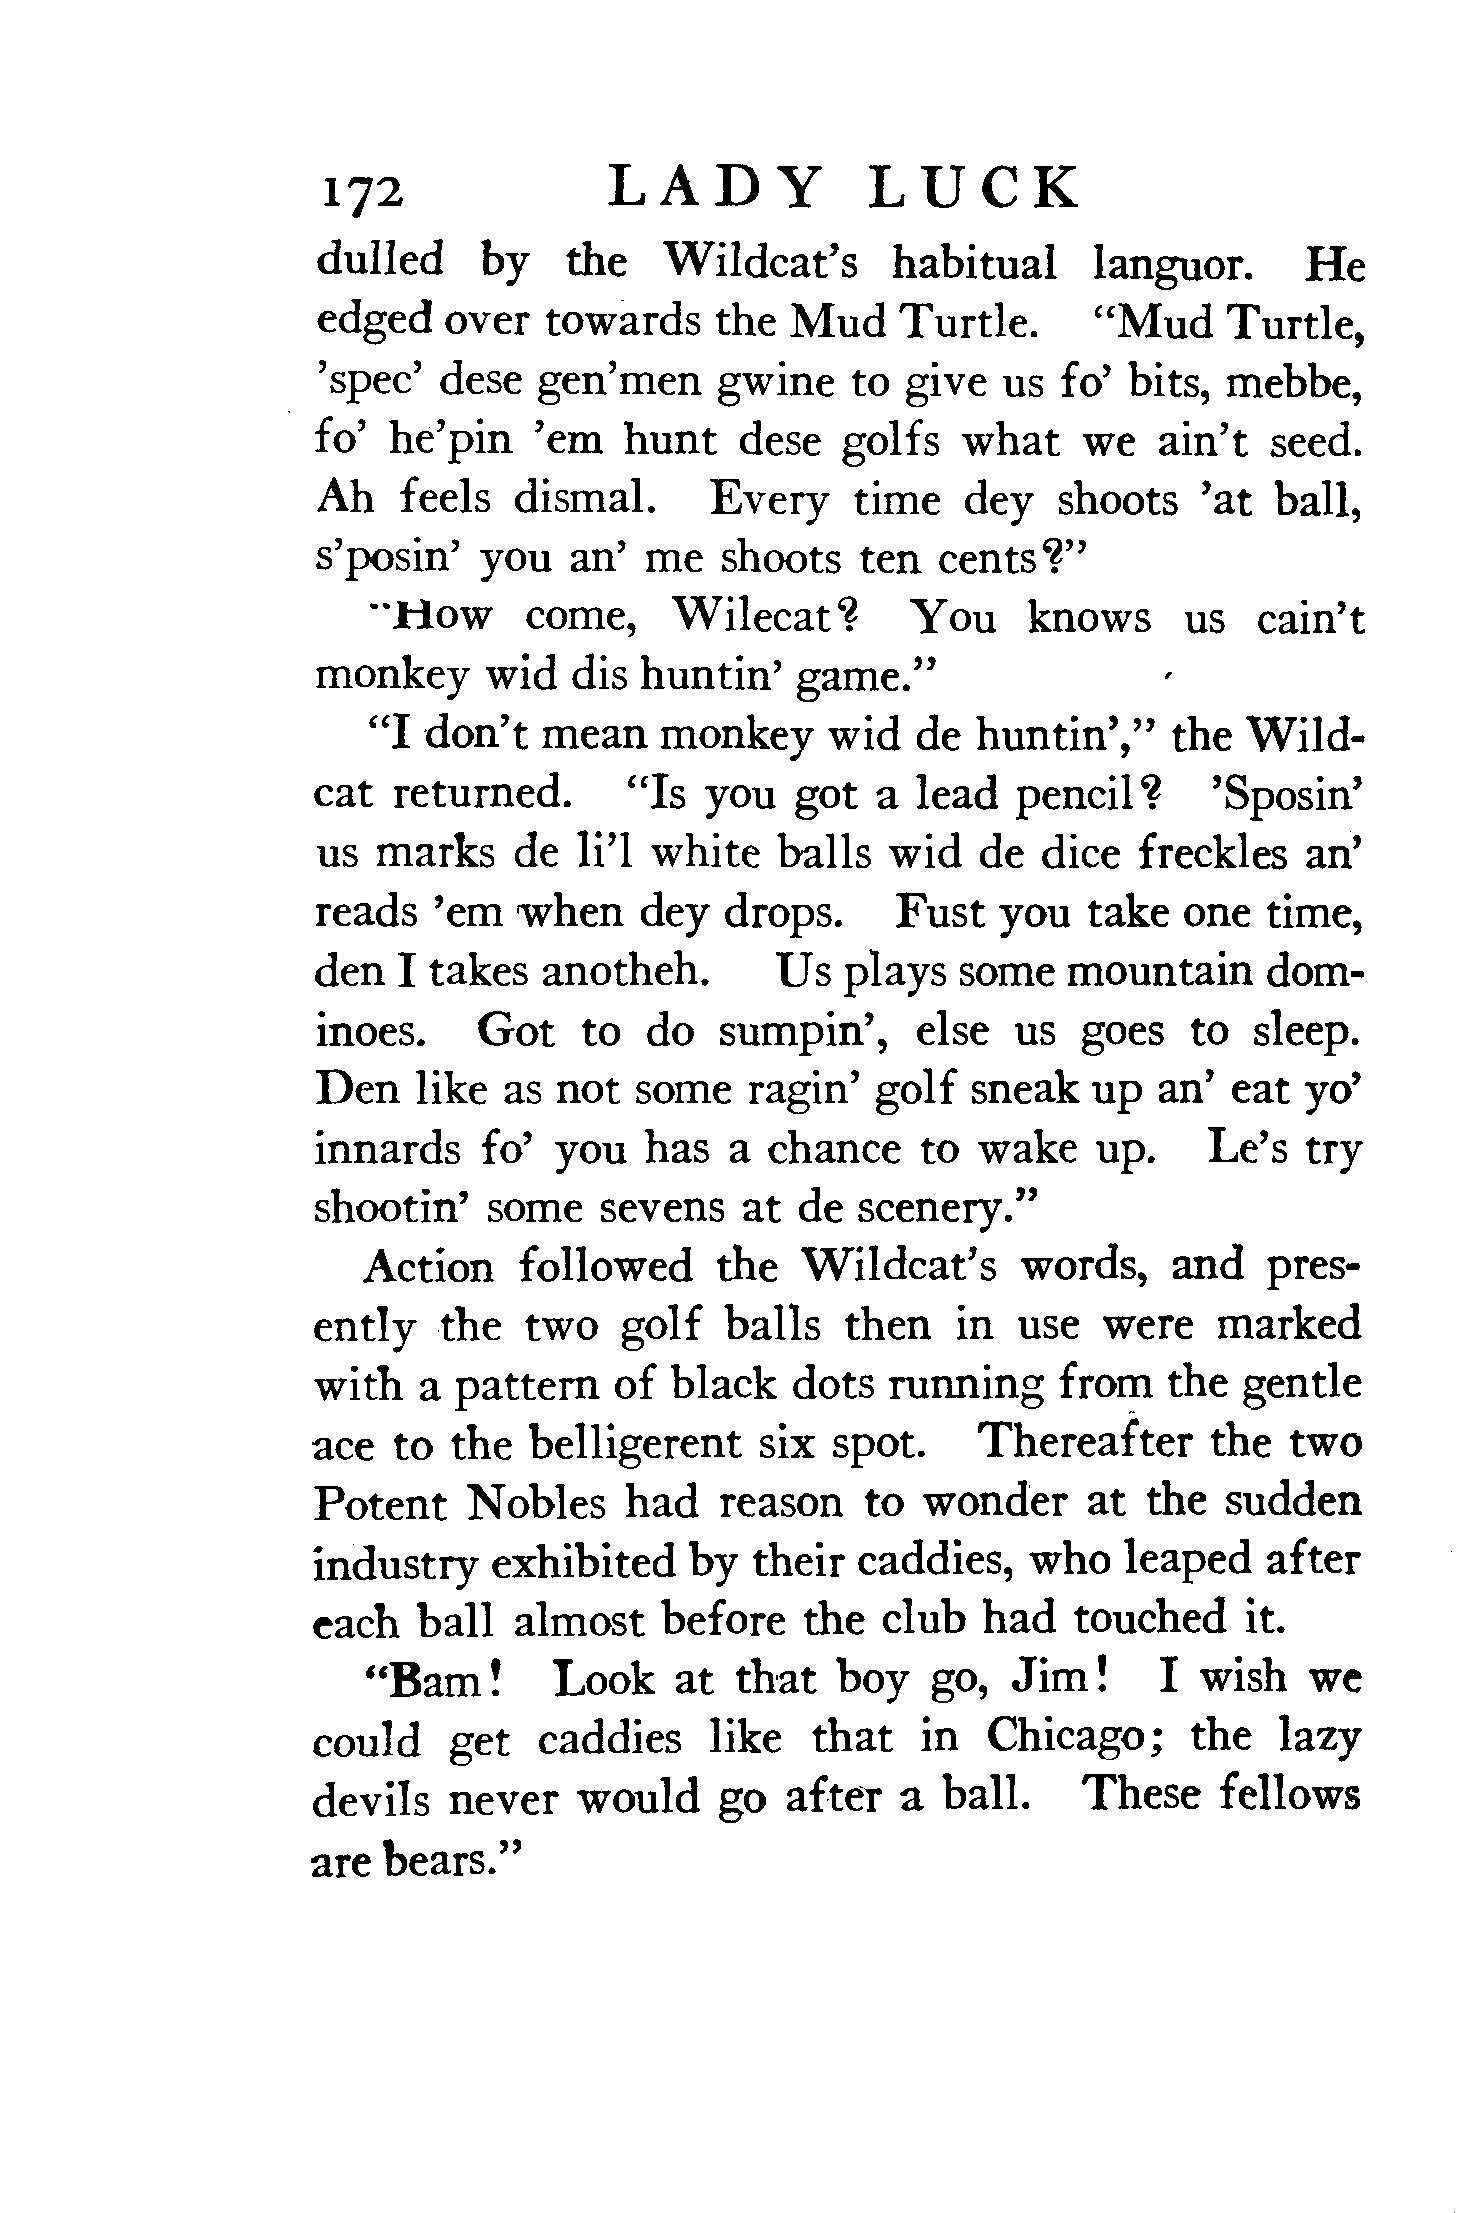 172 LADY LUCK
dulled by the Wildcat's habitual languor. He
edged over towards the Mud Turtle. "Mud Turtle,
'spec' dese gen'men gwine to give us fo' bits, mebbe,
fo' he'pin 'em hunt dese golfs what we ain't seed.
Ah feels dismal. Every time dey shoots 'at ball,
s'posin' you an' me shoots ten cents?"
"How come, Wilecat? You knows us cain't
monkey wid dis huntin' game."
"I don't mean monkey wid de huntin'," the Wild-
cat returned. "Is you got a lead pencil? 'Sposin'
us marks de li'l white balls wid de dice freckles an'
reads 'em when dey drops. Fust you take one time,
den I takes anotheh. Us plays some mountain dom-
inoes. Got to do sumpin', else us goes to sleep.
Den like as not some ragin' golf sneak up an' eat yo'
innards fo' you has a chance to wake up. Le's try
shootin' some sevens at de scenery."
Action followed the Wildcat's words, and pres-
ently the two golf balls then in use were marked
with a pattern of black dots running from the gentle
ace to the belligerent six spot. Thereafter the two
Potent Nobles had reason to wonder at the sudden
industry exhibited by their caddies, who leaped after
each ball almost before the club had touched it.
"Bam! Look at that boy go, Jim! I wish we
could get caddies like that in Chicago; the lazy
devils never would go after a ball. These fellows
are bears."